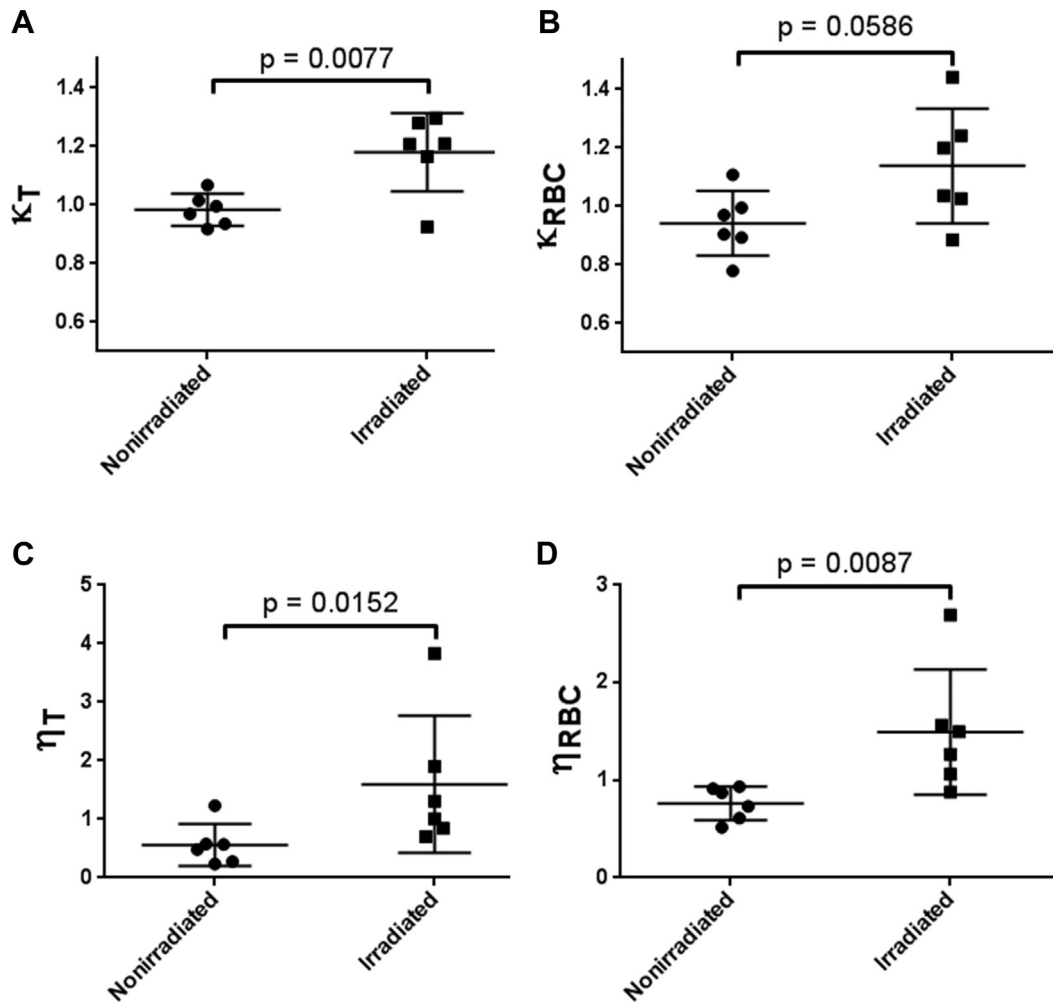 A
p = 0.0077
κT
1.4
1.2
1.0
0.8
0.6
Nonirradiated
Irradiated
B
p = 0.0586
κRBC
1.4
1.2
1.0
0.8
0.6
Nonirradiated
Irradiated
C
p = 0.0152
ηT
5
4
3
2
1
0
Nonirradiated
Irradiated
D
p = 0.0087
ηRBC
3
2
1
0
Nonirradiated
Irradiated